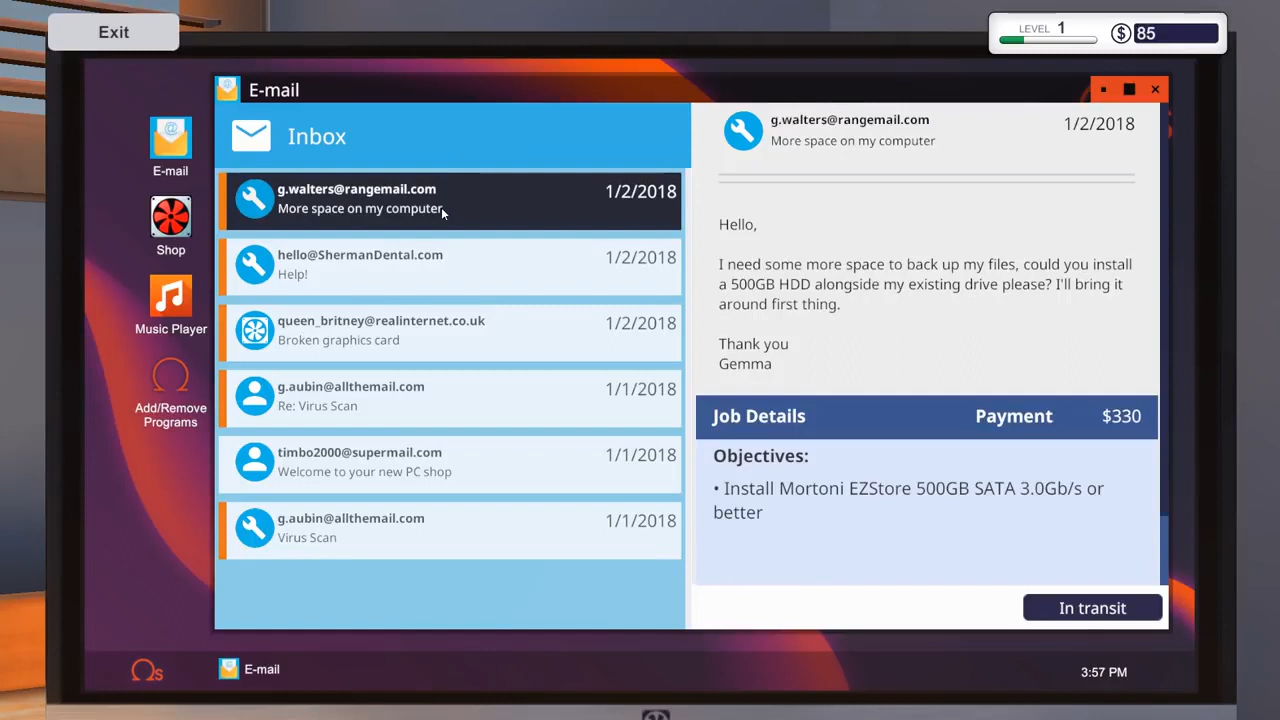 Exit
LEVEL 1
$ 85
E-mail
E-mail
Shop
Music Player
Add/Remove
Programs
Inbox
g.walters@rangemail.com 1/2/2018
More space on my computer
hello@ShermanDental.com 1/2/2018
Help!
queen_britney@realinternet.co.uk 1/2/2018
Broken graphics card
g.aubin@allthemail.com 1/1/2018
Re: Virus Scan
timbo2000@supermail.com 1/1/2018
Welcome to your new PC shop
g.aubin@allthemail.com 1/1/2018
Virus Scan
g.walters@rangemail.com 1/2/2018
More space on my computer
Hello,
I need some more space to back up my files, could you install
a 500GB HDD alongside my existing drive please? I'll bring it
around first thing.
Thank you
Gemma
Job Details Payment $330
Objectives:
• Install Mortoni EZStore 500GB SATA 3.0Gb/s or
better
In transit
Ωs E-mail 3:57 PM